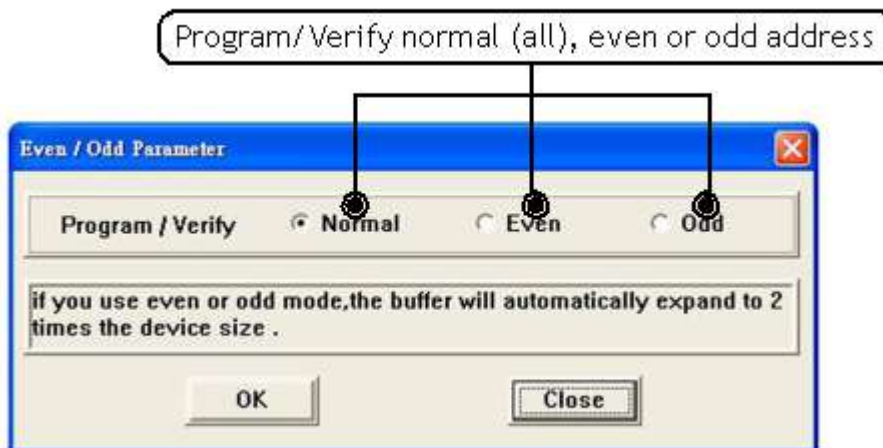 Program/Verify normal (all), even or odd address
Even / Odd Parameter
Program / Verify Normal Even Odd
if you use even or odd mode,the buffer will automatically expand to 2
times the device size .
OK Close